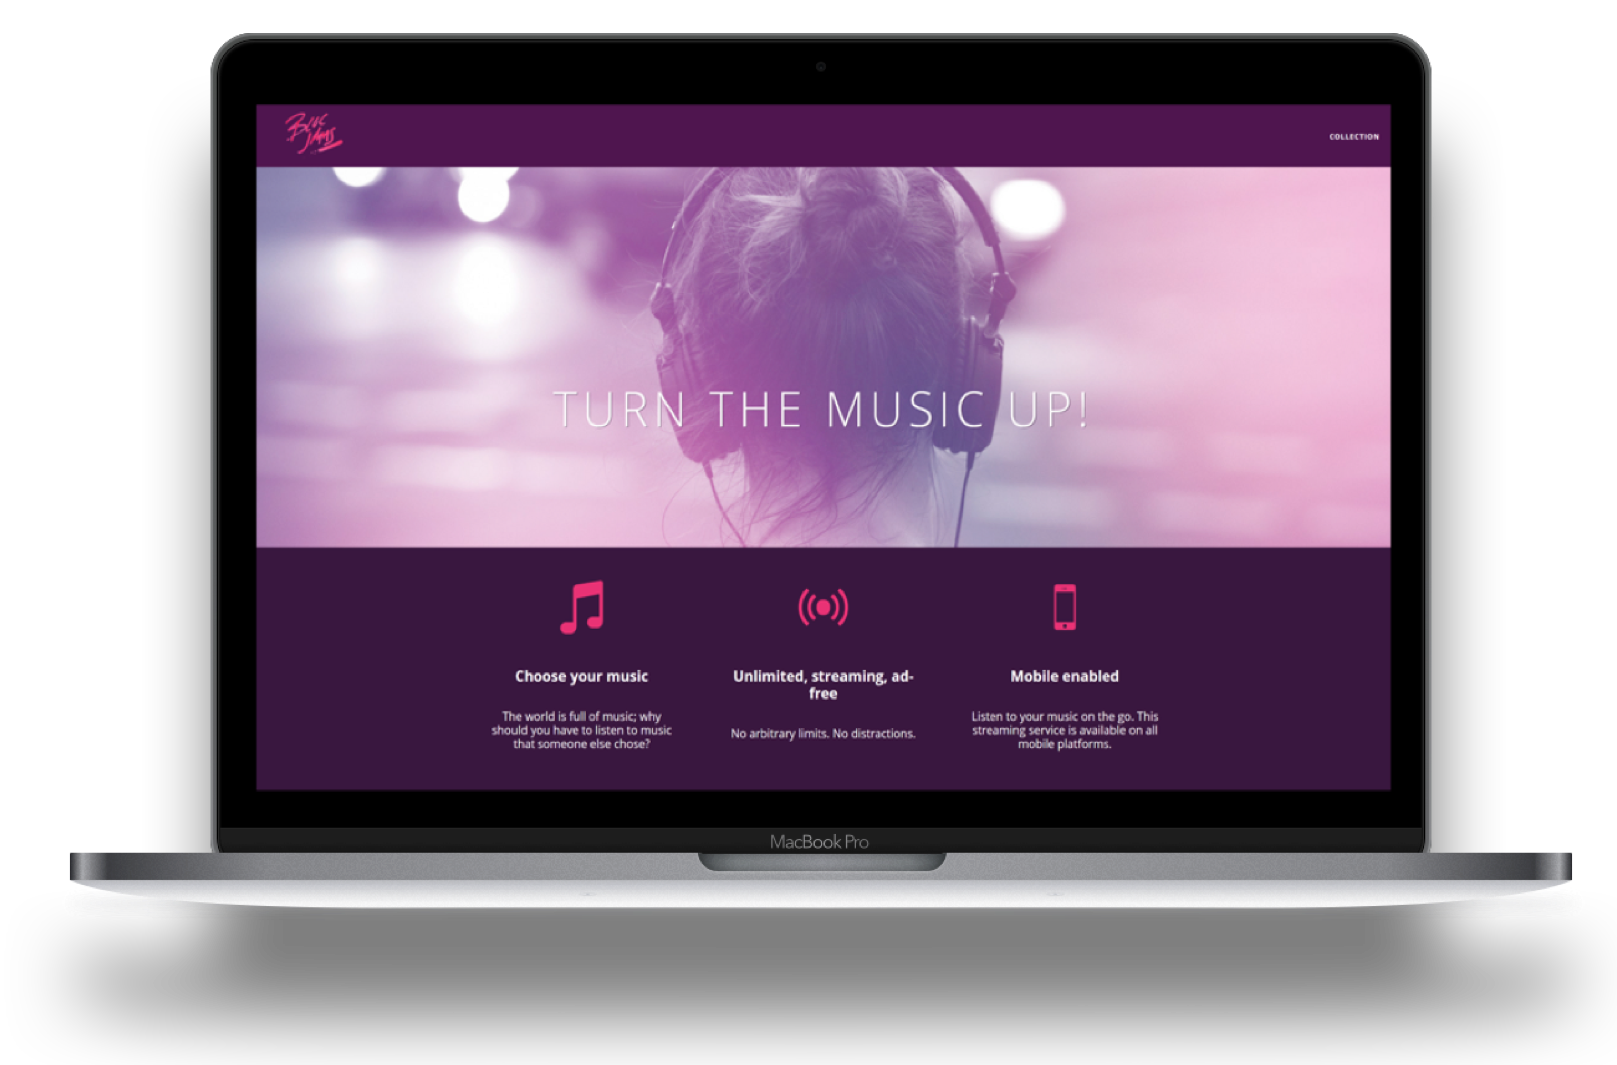 Bloc
Jams
COLLECTION
TURN THE MUSIC UP!
Choose your music
The world is full of music; why
should you have to listen to music
that someone else chose?
Unlimited, streaming, ad-
free
No arbitrary limits. No distractions.
Mobile enabled
Listen to your music on the go. This
streaming service is available on all
mobile platforms.
MacBook Pro